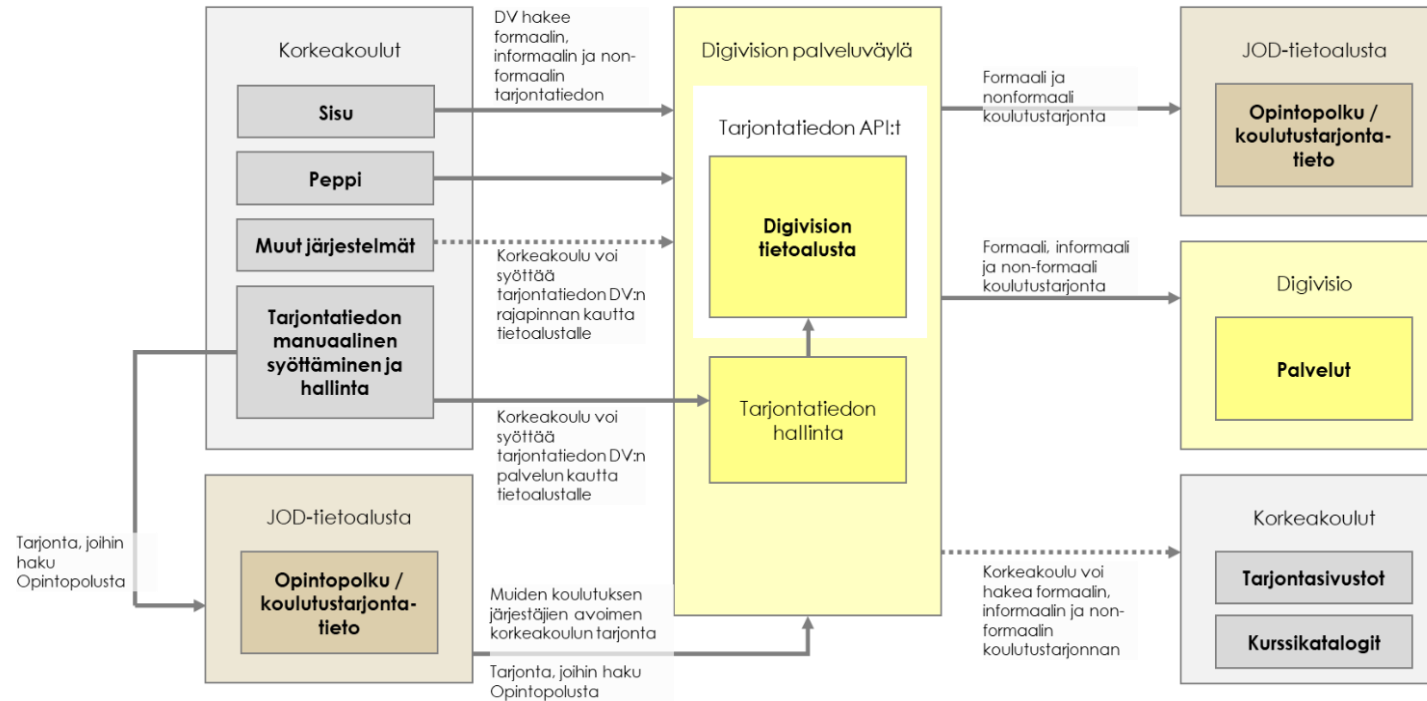 Korkeakoulut
Sisu
Peppi
Muut järjestelmät
Tarjontatiedon
manuaalinen
syöttäminen ja
hallinta
DV hakee
formaalin,
informaalin ja non-
formaalin
tarjontatiedon
Korkeakoulu voi
syöttää
tarjontatiedon DV:n
rajapinnan kautta
tietoalustalle
Korkeakoulu voi
syöttää
tarjontatiedon DV:n
palvelun kautta
tietoalustalle
Tarjonta, joihin
haku
Opintopolusta
JOD-tietoalusta
Opintopolku /
koulutustarjonta-
tieto
Muiden koulutuksen
järjestäjien avoimen
korkeakoulun tarjonta
Tarjonta, joihin haku
Opintopolusta
Digivision palveluväylä
Tarjontatiedon API:t
Digivision
tietoalusta
Tarjontatiedon
hallinta
Formaali ja
nonformaali
koulutustarjonta
Formaali, informaali
ja non-formaali
koulutustarjonta
Korkeakoulu voi
hakea formaalin,
informaalin ja non-
formaalin
koulutustarjonnan
JOD-tietoalusta
Opintopolku /
koulutustarjonta-
tieto
Digivisio
Palvelut
Korkeakoulut
Tarjontasivustot
Kurssikatalogit